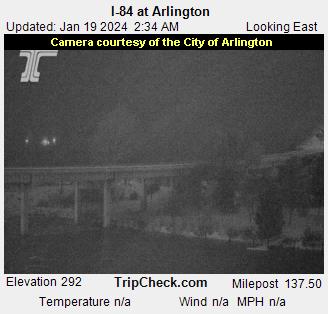 I-84 at Arlington
Updated: Jan 19 2024 2:34 AM Looking East
Camera courtesy of the City of Arlington
Elevation 292 TripCheck.com Milepost 137.50
Temperature n/a Wind n/a MPH n/a